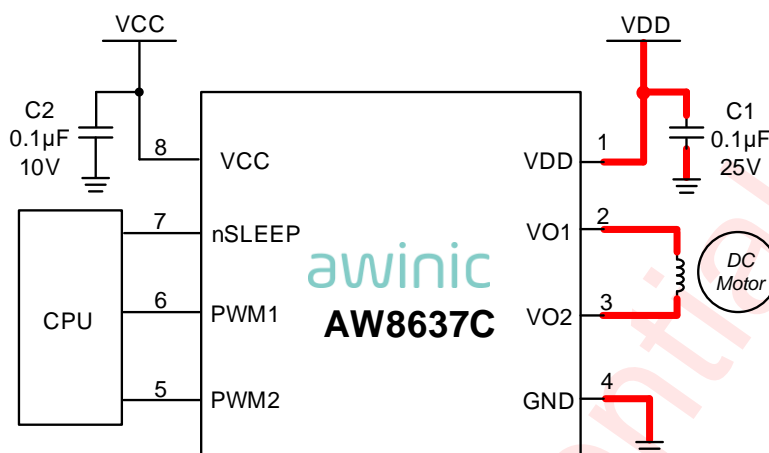 VCC
VDD
C2
0.1µF
10V
C1
0.1µF
25V
8
VCC
1
VDD
7
nSLEEP
2
VO1
CPU
6
PWM1
awinic
AW8637C
3
VO2
DC
Motor
5
PWM2
4
GND
ential